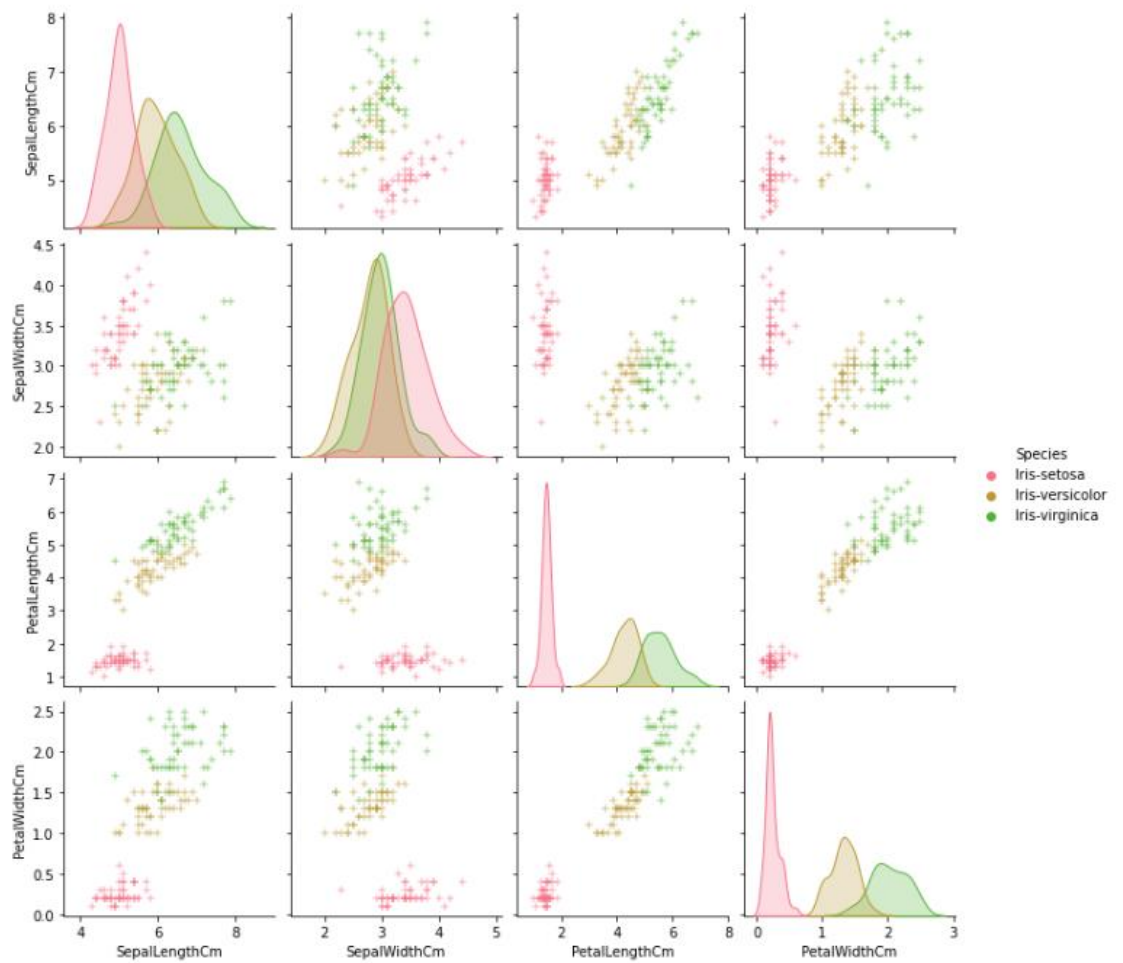 8
7
6
5
SepalLengthCm
4.5
4.0
3.5
3.0
2.5
2.0
SepalWidthCm
Species
Iris-setosa
Iris-versicolor
Iris-virginica
7
6
5
4
3
2
1
PetalLengthCm
2.5
2.0
1.5
1.0
0.5
0.0
PetalWidthCm
4 6 8 2 3 4 5 2 4 6 8 0 1 2 3
SepalLengthCm SepalWidthCm PetalLengthCm PetalWidthCm